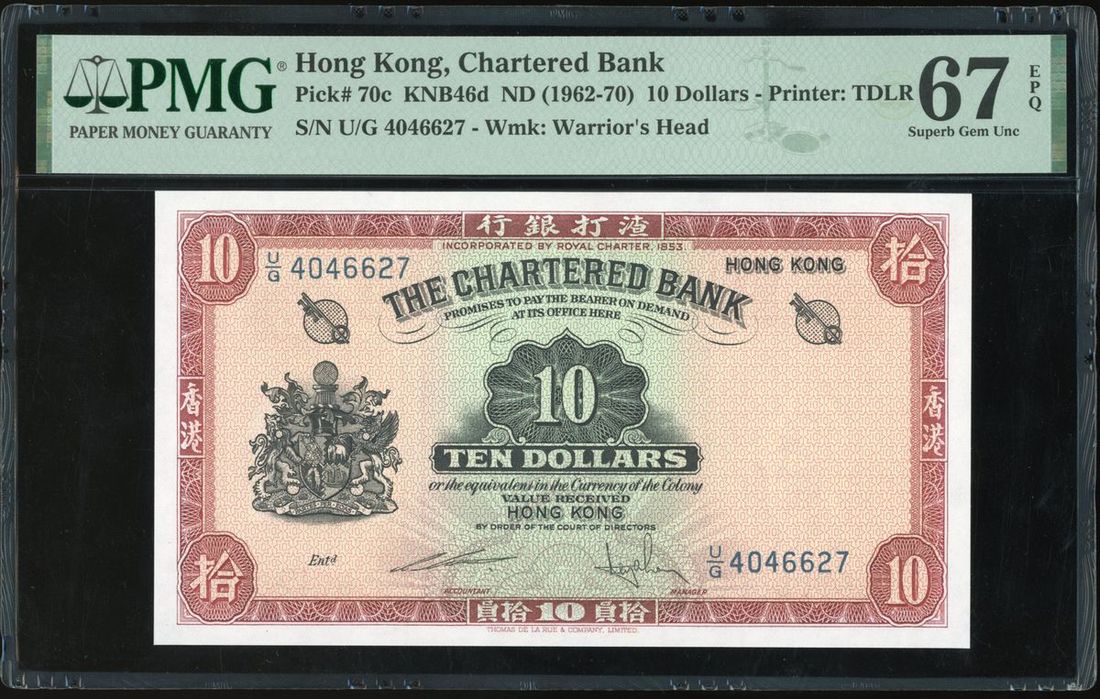 PMG®
PAPER MONEY GUARANTY
Hong Kong, Chartered Bank
Pick# 70c KNB46d ND (1962-70) 10 Dollars - Printer: TDLR
S/N U/G 4046627 - Wmk: Warrior's Head
67
EPQ
Superb Gem Unc
行銀打渣
INCORPORATED BY ROYAL CHARTER, 1853.
10
U/G 4046627
THE CHARTERED BANK
HONG KONG
拾
PROMISES TO PAY THE BEARER ON DEMAND
AT ITS OFFICE HERE
香港
10
香港
TEN DOLLARS
or the equivalent in the Currency of the Colony
VALUE RECEIVED
HONG KONG
BY ORDER OF THE COURT OF DIRECTORS
Entd
U/G 4046627
拾
ACCOUNTANT
MANAGER
10
員拾10員拾
THOMAS DE LA RUE & COMPANY, LIMITED.